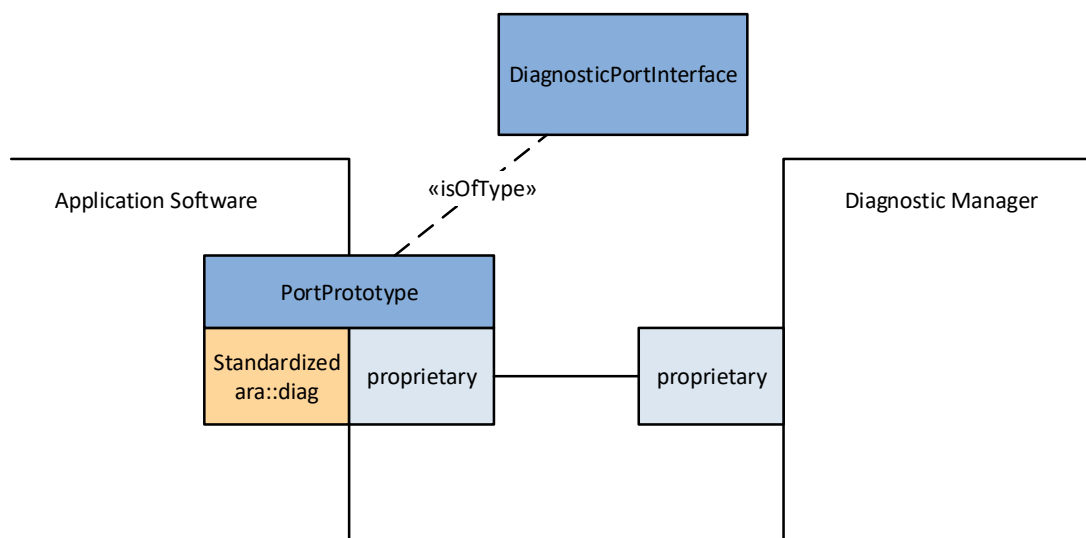 DiagnosticPortInterface
«isOfType»
Application Software
Diagnostic Manager
PortPrototype
Standardized
ara::diag
proprietary
proprietary